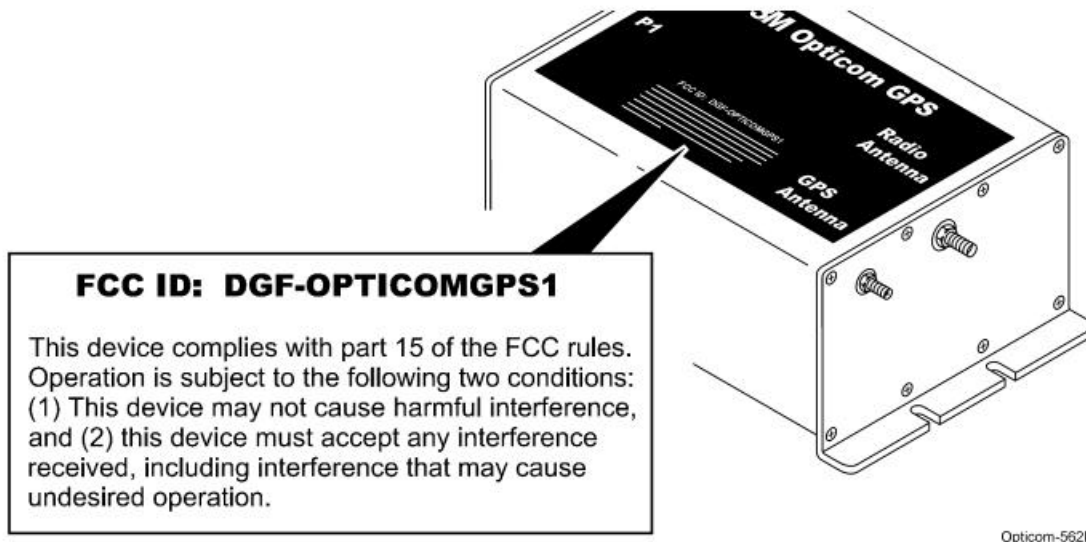 3M Opticom GPS
P1
FCC ID: DGF-OPTICOMGPS1
Radio
Antenna
GPS
Antenna
FCC ID: DGF-OPTICOMGPS1
This device complies with part 15 of the FCC rules.
Operation is subject to the following two conditions:
(1) This device may not cause harmful interference,
and (2) this device must accept any interference
received, including interference that may cause
undesired operation.